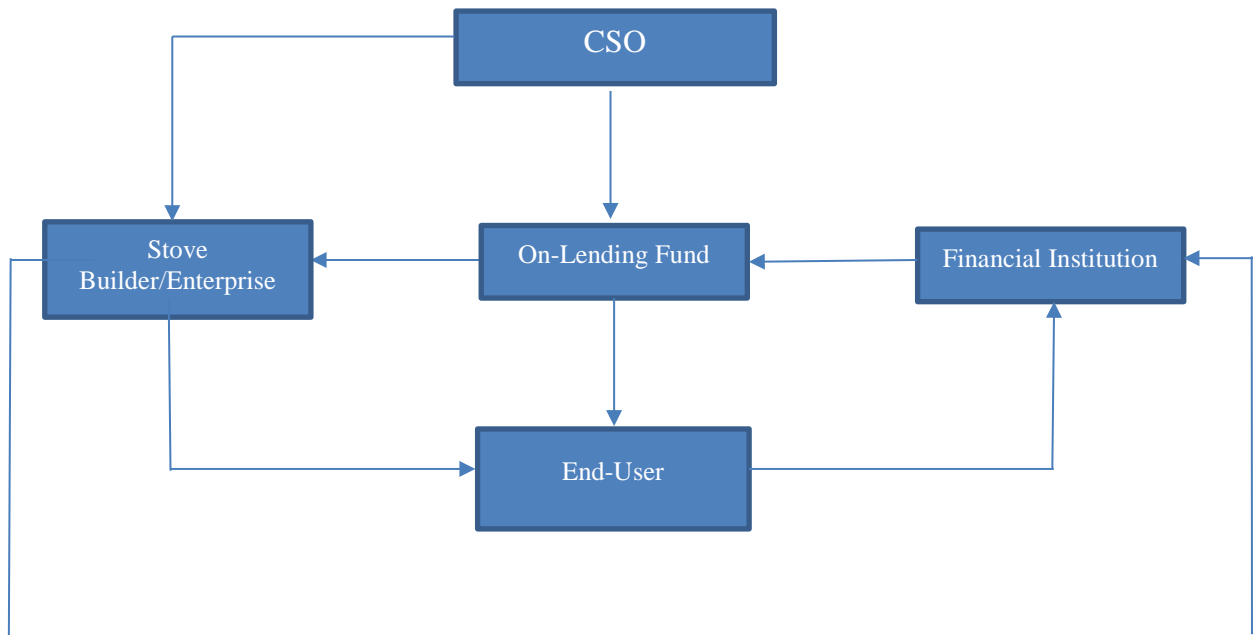 CSO
Stove
Builder/Enterprise
On-Lending Fund
Financial Institution
End-User